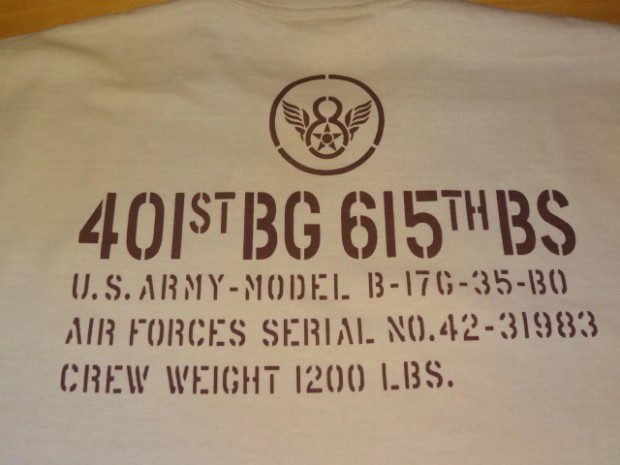 8
401ST BG 615TH BS
U.S. ARMY-MODEL B-17G-35-BO
AIR FORCES SERIAL NO.42-31983
CREW WEIGHT 1200 LBS.